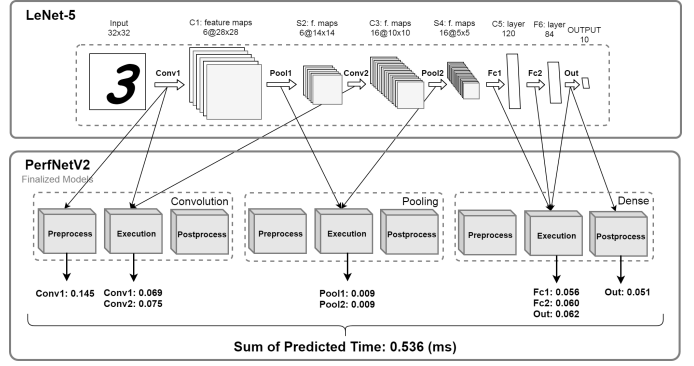 LeNet-5
Input
32x32
C1: feature maps
6@28x28
S2: f. maps
6@14x14
C3: f. maps
16@10x10
S4: f. maps
16@5x5
C5: layer
120
F6: layer
84
OUTPUT
10
3
Conv1
Pool1
Conv2
Pool2
Fc1
Fc2
Out
PerfNetV2
Finalized Models
Convolution
Preprocess
Execution
Postprocess
Pooling
Preprocess
Execution
Postprocess
Dense
Preprocess
Execution
Postprocess
Conv1: 0.145
Conv1: 0.069
Conv2: 0.075
Pool1: 0.009
Pool2: 0.009
Fc1: 0.056
Fc2: 0.060
Out: 0.062
Out: 0.051
Sum of Predicted Time: 0.536 (ms)